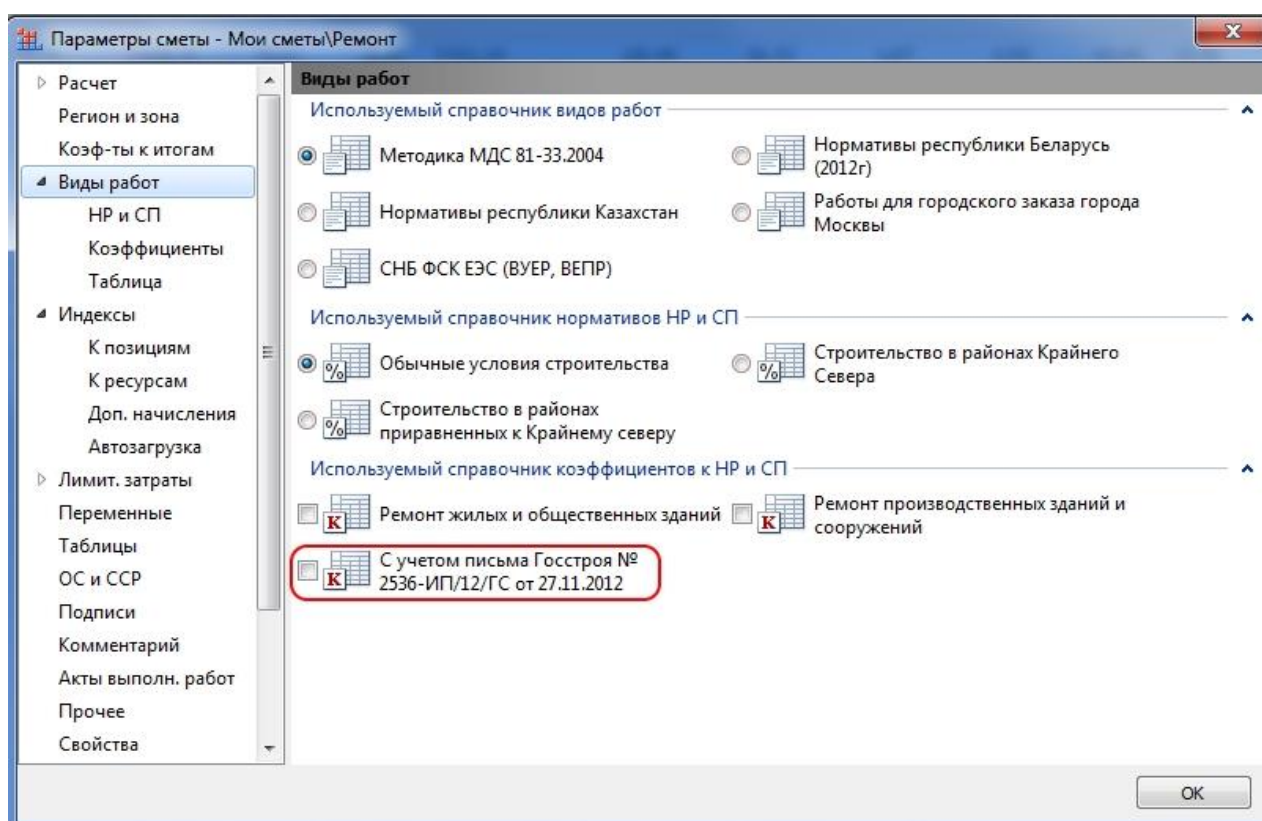 Параметры сметы - Мои сметы\Ремонт
x
Расчет
Регион и зона
Коэф-ты к итогам
Виды работ
НР и СП
Коэффициенты
Таблица
Индексы
К позициям
К ресурсам
Доп. начисления
Автозагрузка
Лимит. затраты
Переменные
Таблицы
ОС и ССР
Подписи
Комментарий
Акты выполн. работ
Прочее
Свойства
Виды работ
Используемый справочник видов работ
Методика МДС 81-33.2004
Нормативы республики Беларусь
(2012г)
Нормативы республики Казахстан
Работы для городского заказа города
Москвы
СНБ ФСК ЕЭС (ВУЕР, ВЕПР)
Используемый справочник нормативов НР и СП
% Обычные условия строительства
% Строительство в районах Крайнего
Севера
% Строительство в районах
приравненных к Крайнему северу
Используемый справочник коэффициентов к НР и СП
К Ремонт жилых и общественных зданий
К Ремонт производственных зданий и
сооружений
К С учетом письма Госстроя №
2536-ИП/12/ГС от 27.11.2012
ОК